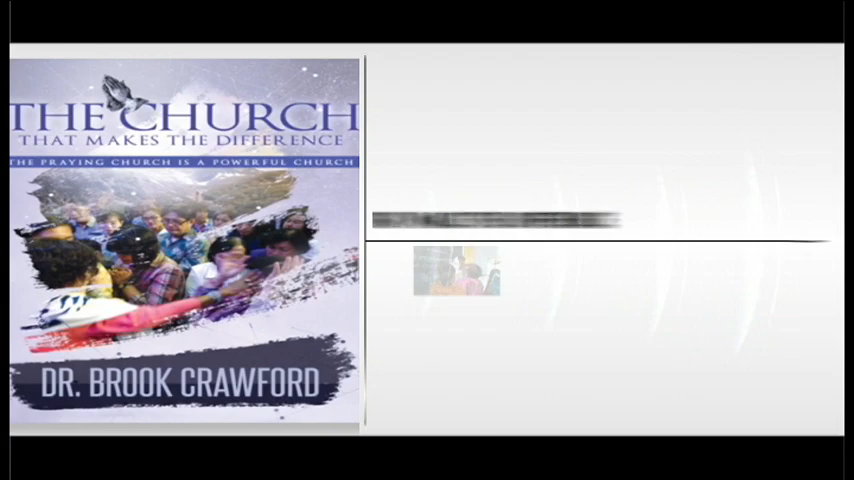 THE CHURCH
THAT MAKES THE DIFFERENCE
THE PRAYING CHURCH IS A POWERFUL CHURCH
DR. BROOK CRAWFORD